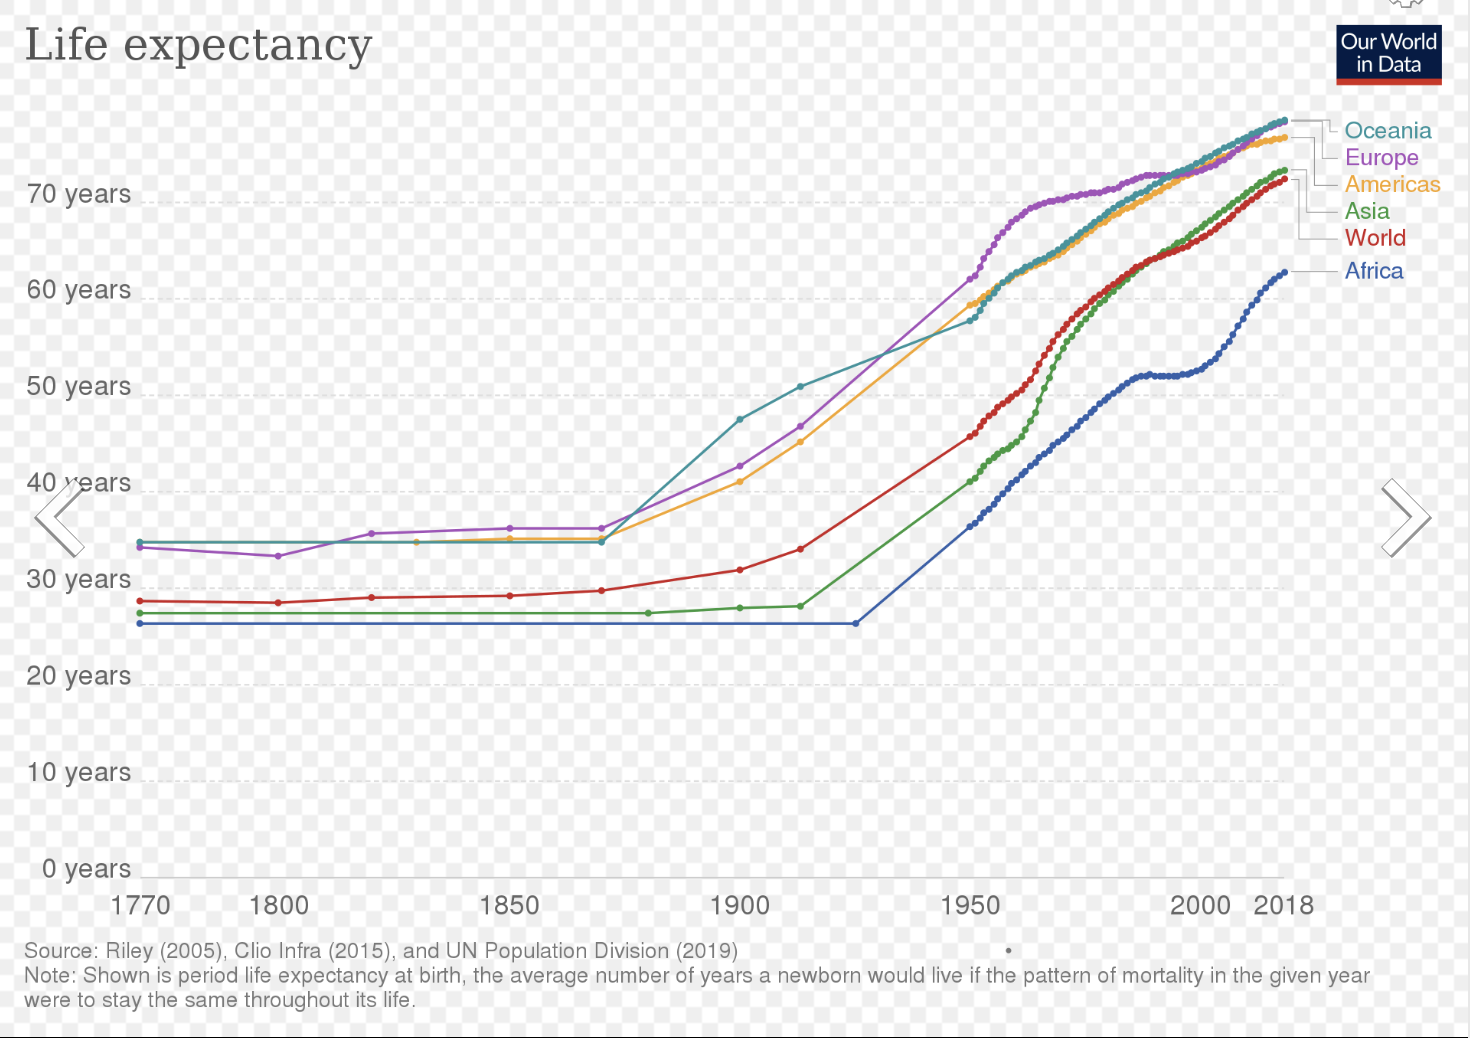 Life expectancy
Our World
in Data
Oceania
Europe
Americas
Asia
World
Africa
70 years
60 years
50 years
40 years
30 years
20 years
10 years
0 years
1770 1800 1850 1900 1950 2000 2018
Source: Riley (2005), Clio Infra (2015), and UN Population Division (2019) •
Note: Shown is period life expectancy at birth, the average number of years a newborn would live if the pattern of mortality in the given year
were to stay the same throughout its life.